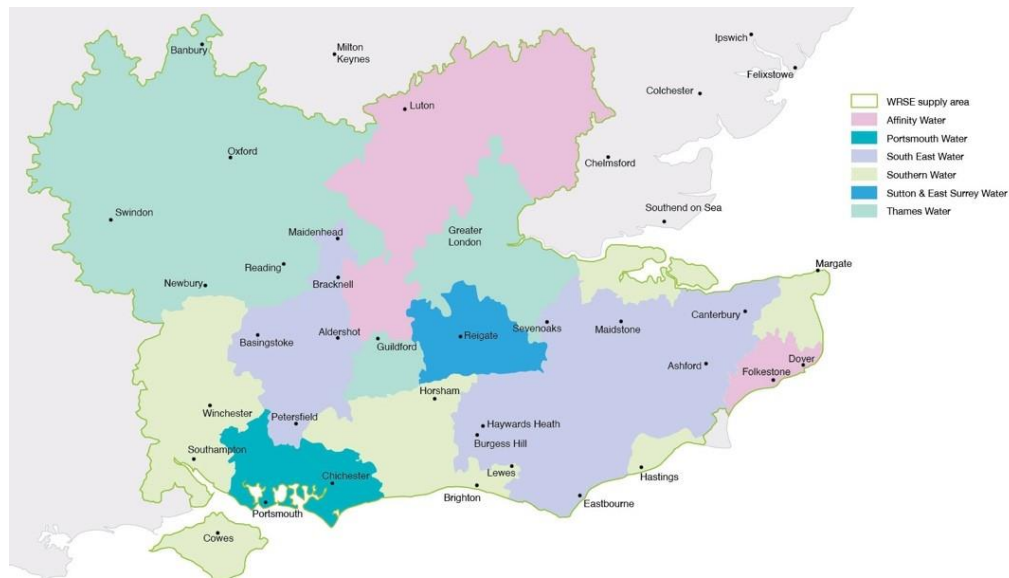 Ipswich
Banbury
Milton
Keynes
Felixstowe
Colchester
Luton
WRSE supply area
Affinity Water
Portsmouth Water
South East Water
Southern Water
Sutton & East Surrey Water
Thames Water
Oxford
Chelmsford
Swindon
Southend on Sea
Maidenhead
Greater
London
Reading
Margate
Newbury
Bracknell
Canterbury
Aldershot
Sevenoaks
Maidstone
Basingstoke
Guildford
Reigate
Dover
Ashford
Folkestone
Horsham
Winchester
Petersfield
Haywards Heath
Burgess Hill
Southampton
Lewes
Chichester
Hastings
Brighton
Eastbourne
Portsmouth
Cowes